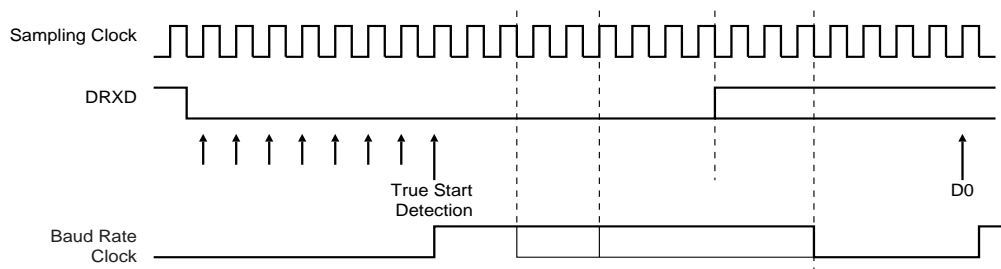 Sampling Clock
DRXD
True Start
Detection
D0
Baud Rate
Clock